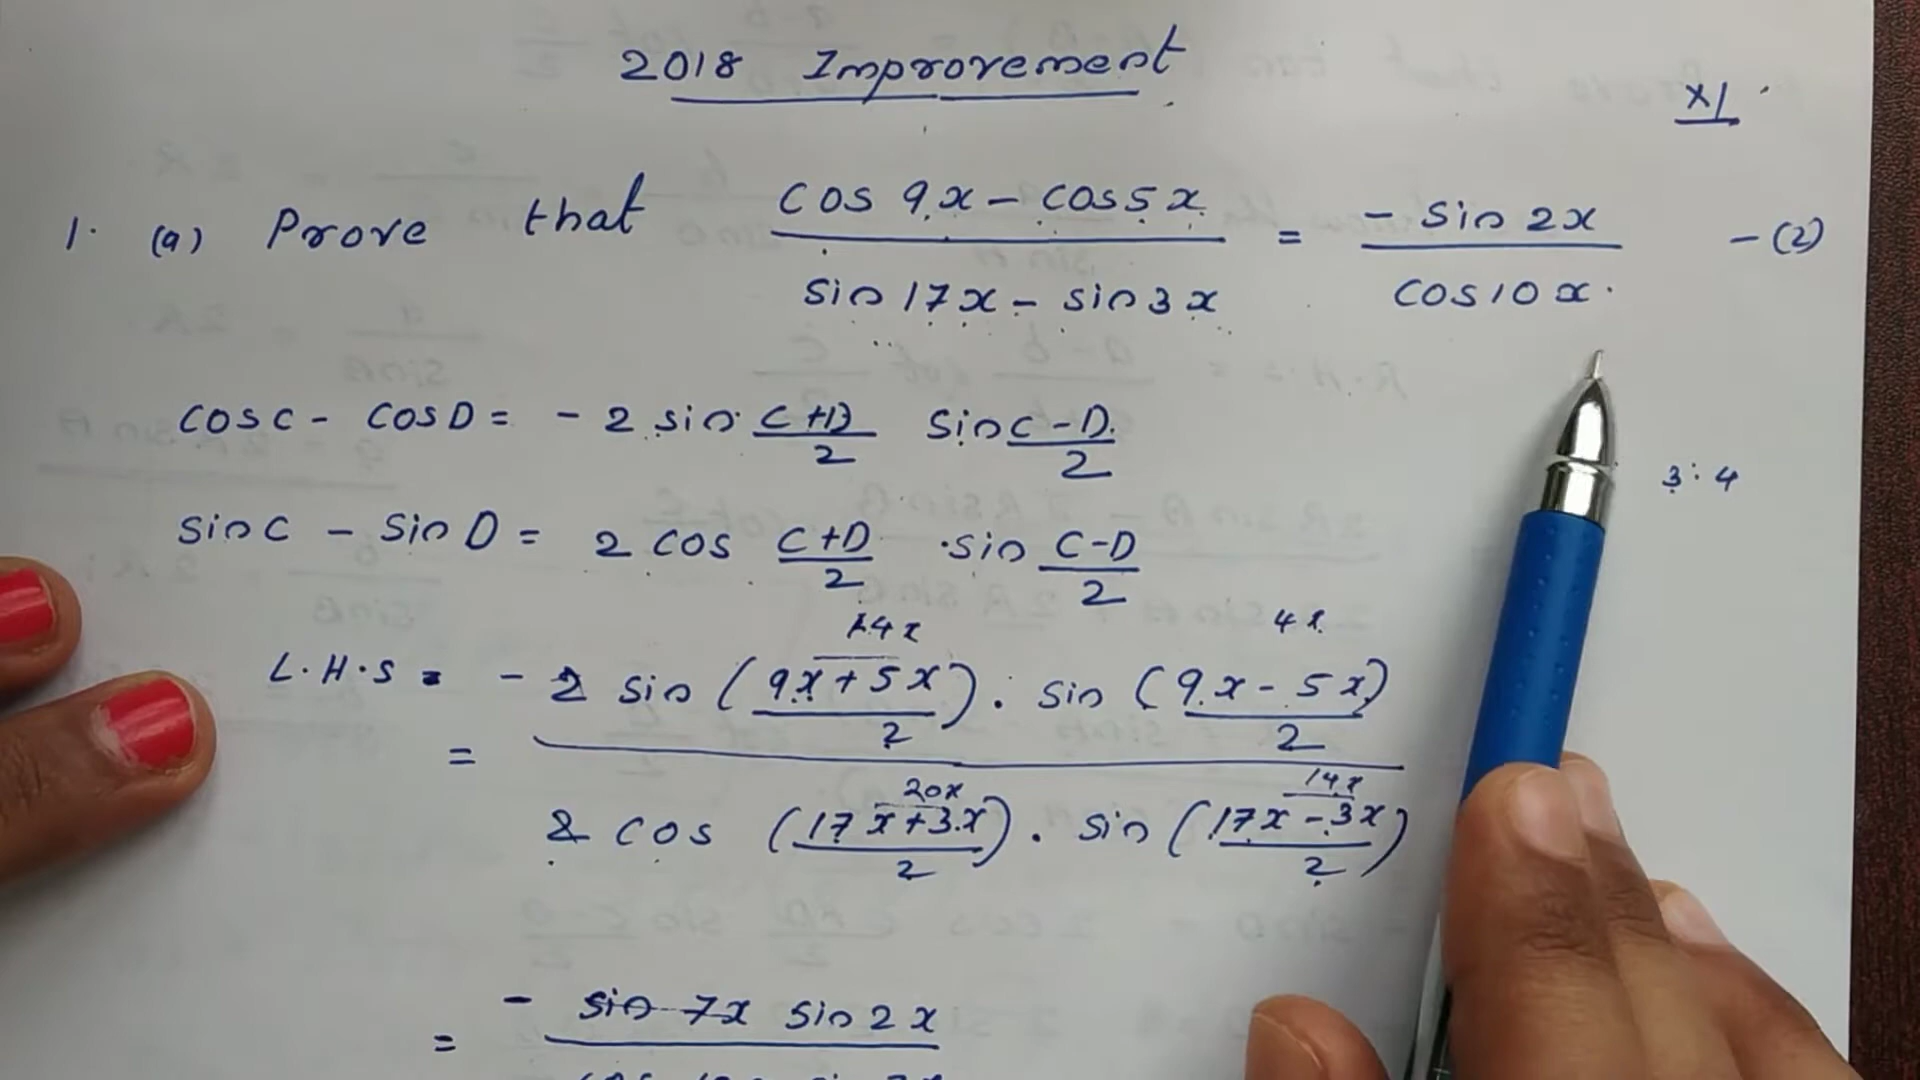 2018 Improvement
XI
1. (a) Prove that (cos 9x - cos 5x) / (sin 17x - sin 3x) = - sin 2x / cos 10x. - (2)
cos C - cos D = - 2 sin (C+D)/2 sin (C-D)/2
3:4
sin C - sin D = 2 cos (C+D)/2 . sin (C-D)/2
14x 4x
L.H.S = - 2 sin (9x+5x / 2) . sin (9x - 5x / 2)
=
20x 14x
2 cos (17x+3x / 2) . sin (17x - 3x / 2)
= - sin 7x sin 2x